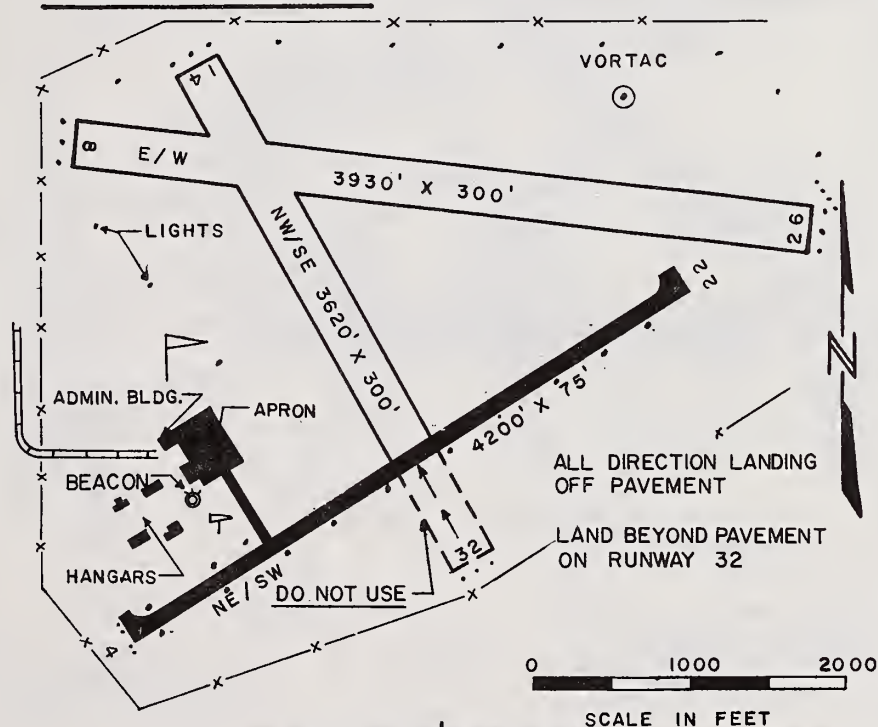 VORTAC
14
8
E/W
3930' X 300'
26
LIGHTS
NW/SE 3620' X 300'
22
N
ADMIN. BLDG.
APRON
4200' X 75'
ALL DIRECTION LANDING
OFF PAVEMENT
BEACON
LAND BEYOND PAVEMENT
ON RUNWAY 32
32
HANGARS
NE/SW
DO NOT USE
4
0 1000 2000
SCALE IN FEET